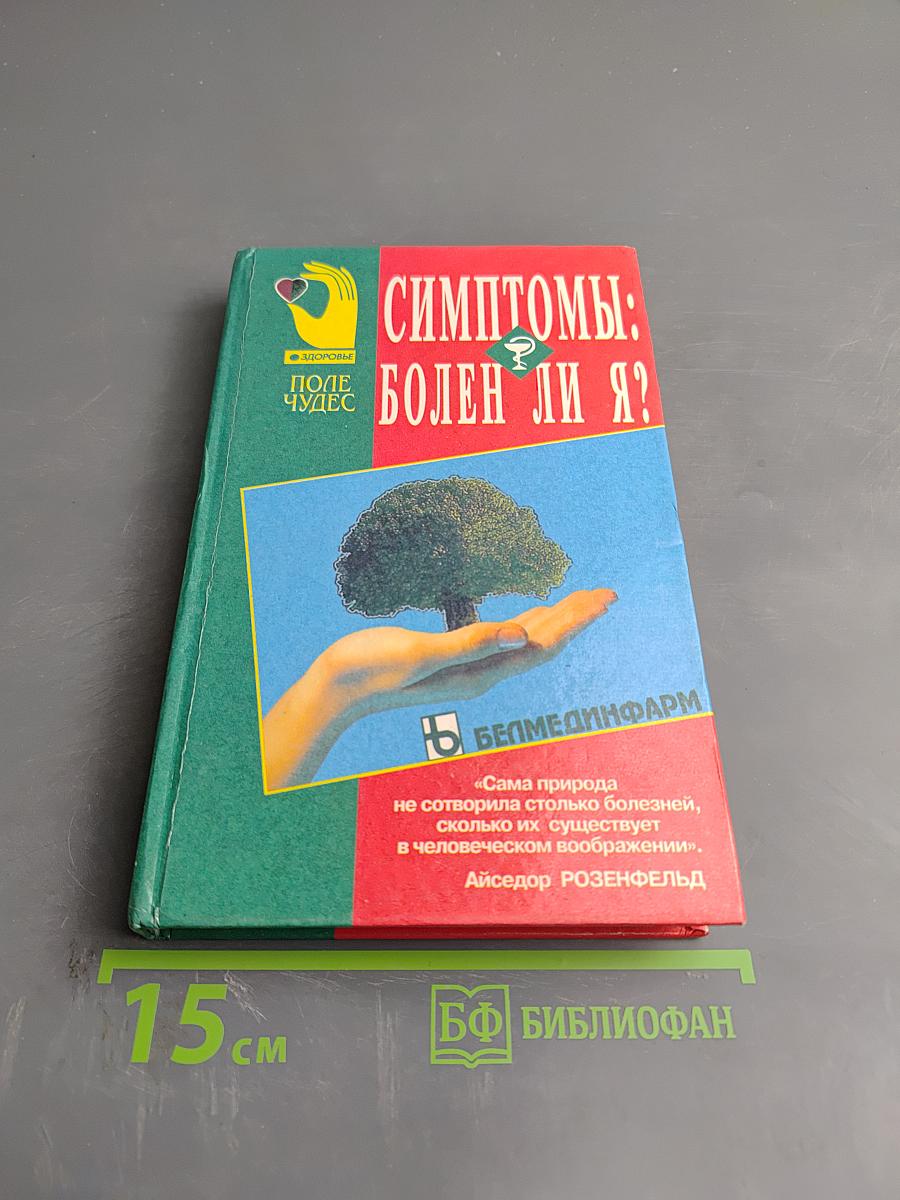 СИМПТОМЫ:
БОЛЕН ЛИ Я?
ЗДОРОВЬЕ
ПОЛЕ
ЧУДЕС
БЕЛМЕДИНФАРМ
«Сама природа
не сотворила столько болезней,
сколько их существует
в человеческом воображении».
Айседор РОЗЕНФЕЛЬД
15 см
БФ БИБЛИОФАН